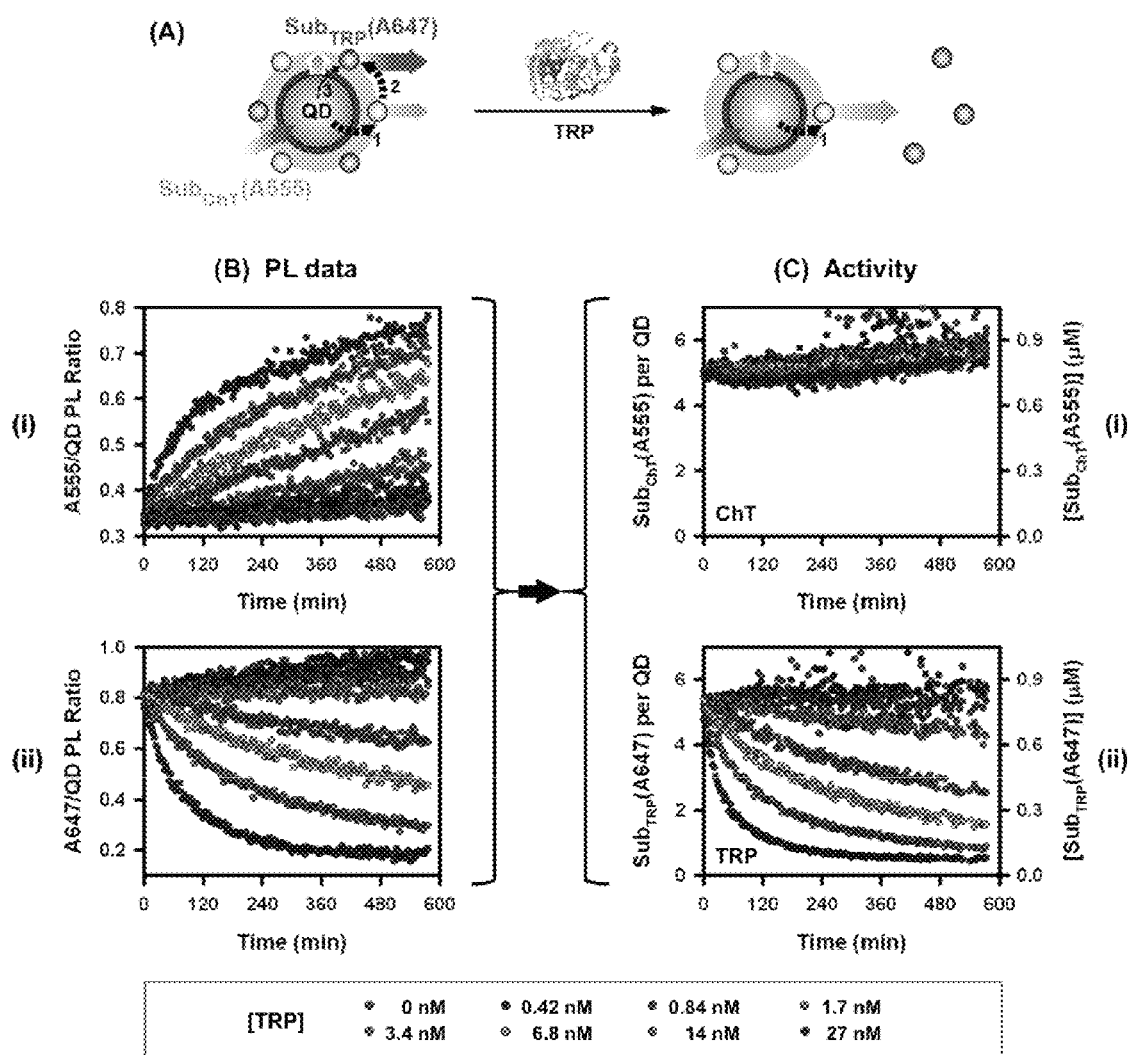 (A)
SubTRP(A647)
3
2
QD
1
TRP
1
SubChT(A555)
(B) PL data
(C) Activity
(i)
A555/QD PL Ratio
0.8
0.7
0.6
0.5
0.4
0.3
0 120 240 360 480 600
Time (min)
SubChT(A555) per QD
6
4
2
0
ChT
0 120 240 360 480 600
Time (min)
0.9
0.6
0.3
0.0
[SubChT(A555)] (µM)
(i)
(ii)
A647/QD PL Ratio
1.0
0.8
0.6
0.4
0.2
0 120 240 360 480 600
Time (min)
SubTRP(A647) per QD
6
4
2
0
TRP
0 120 240 360 480 600
Time (min)
0.9
0.6
0.3
0.0
[SubTRP(A647)] (µM)
(ii)
[TRP]
0 nM 0.42 nM 0.84 nM 1.7 nM
3.4 nM 6.8 nM 14 nM 27 nM